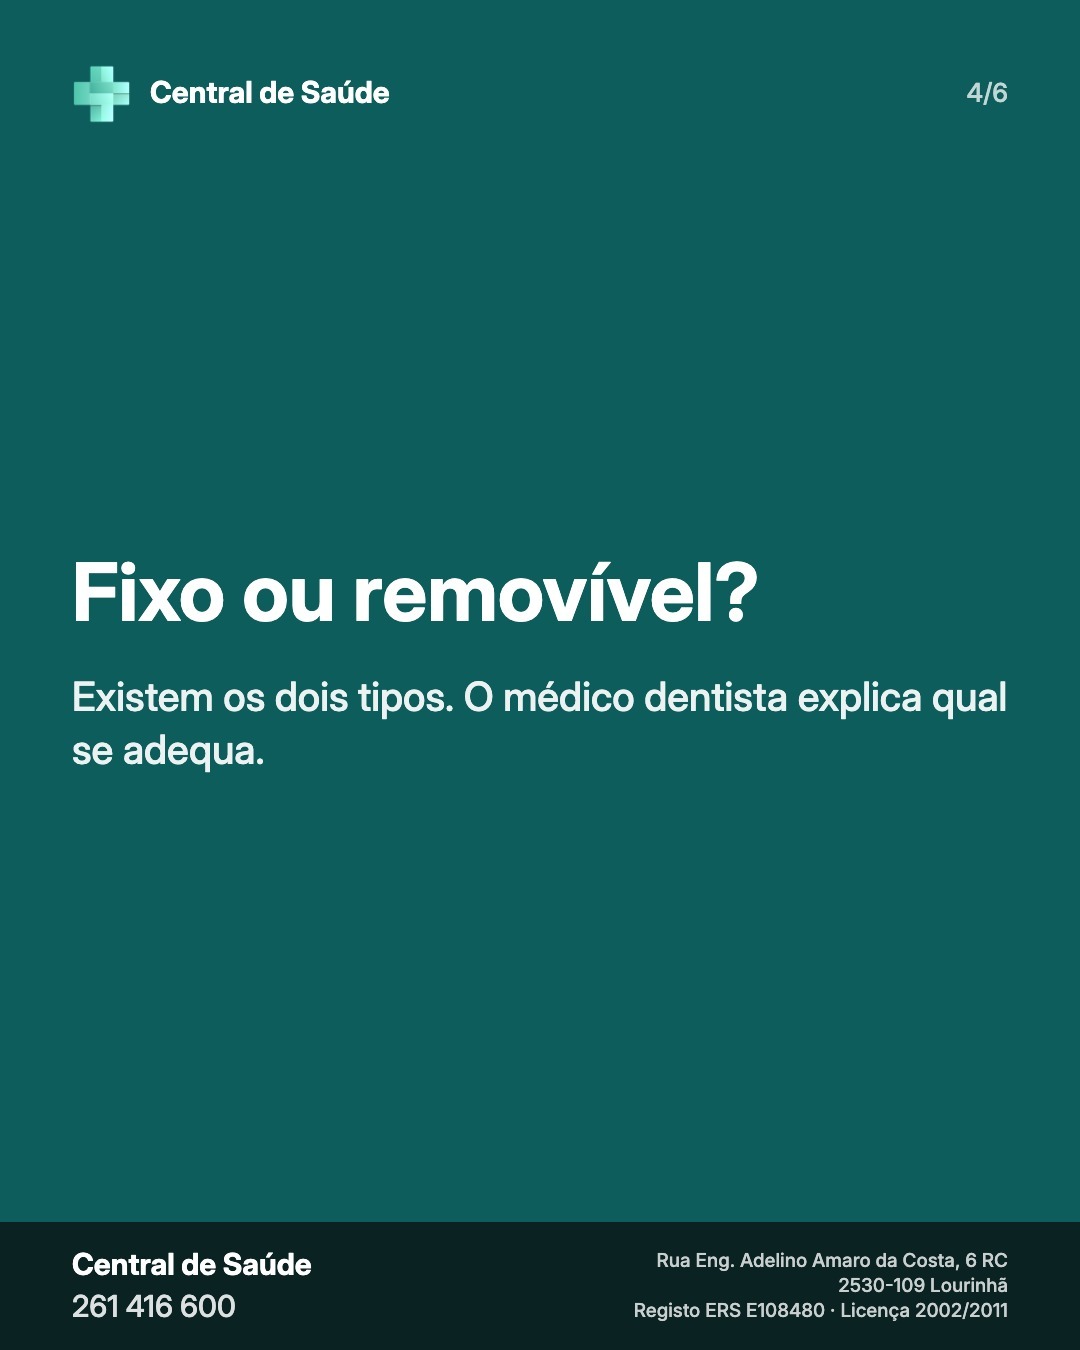 Central de Saúde
4/6
Fixo ou removível?
Existem os dois tipos. O médico dentista explica qual
se adequa.
Central de Saúde
261 416 600
Rua Eng. Adelino Amaro da Costa, 6 RC
2530-109 Lourinhã
Registo ERS E108480 · Licença 2002/2011